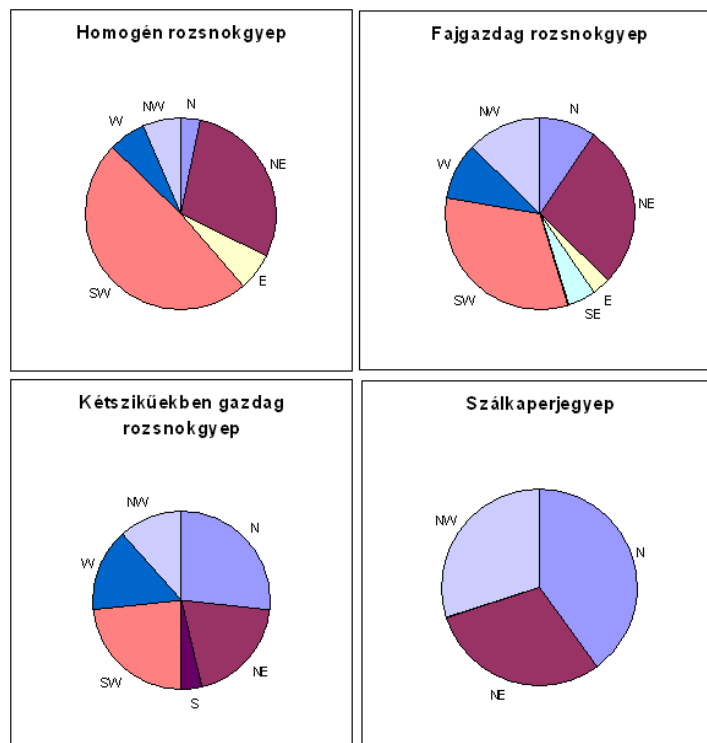 Homogén rozsnokgyep
NW
N
W
NE
E
SW
Fajgazdag rozsnokgyep
NW
N
W
NE
E
SE
SW
Kétszikűekben gazdag
rozsnokgyep
NW
N
W
NE
SW
S
Szálkaperjegyep
NW
N
NE